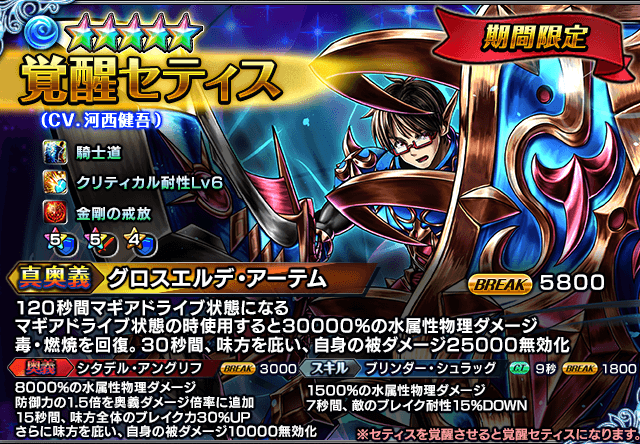 期間限定
覚醒セティス
(CV.河西健吾)
騎士道
クリティカル耐性Lv6
金剛の戒放
5 5 4
真奥義 グロスエルデ・アーテム BREAK 5800
120秒間マギアドライブ状態になる
マギアドライブ状態の時使用すると30000%の水属性物理ダメージ
毒・燃焼を回復。30秒間、味方を庇い、自身の被ダメージ25000無効化
奥義 シタデル・アングリフ BREAK 3000
8000%の水属性物理ダメージ
防御力の1.5倍を奥義ダメージ倍率に追加
15秒間、味方全体のブレイク力30%UP
さらに味方を庇い、自身の被ダメージ10000無効化
スキル ブリンダー・シュラッグ CT 9秒 BREAK 1800
1500%の水属性物理ダメージ
7秒間、敵のブレイク耐性15%DOWN
※セティスを覚醒させると覚醒セティスになります